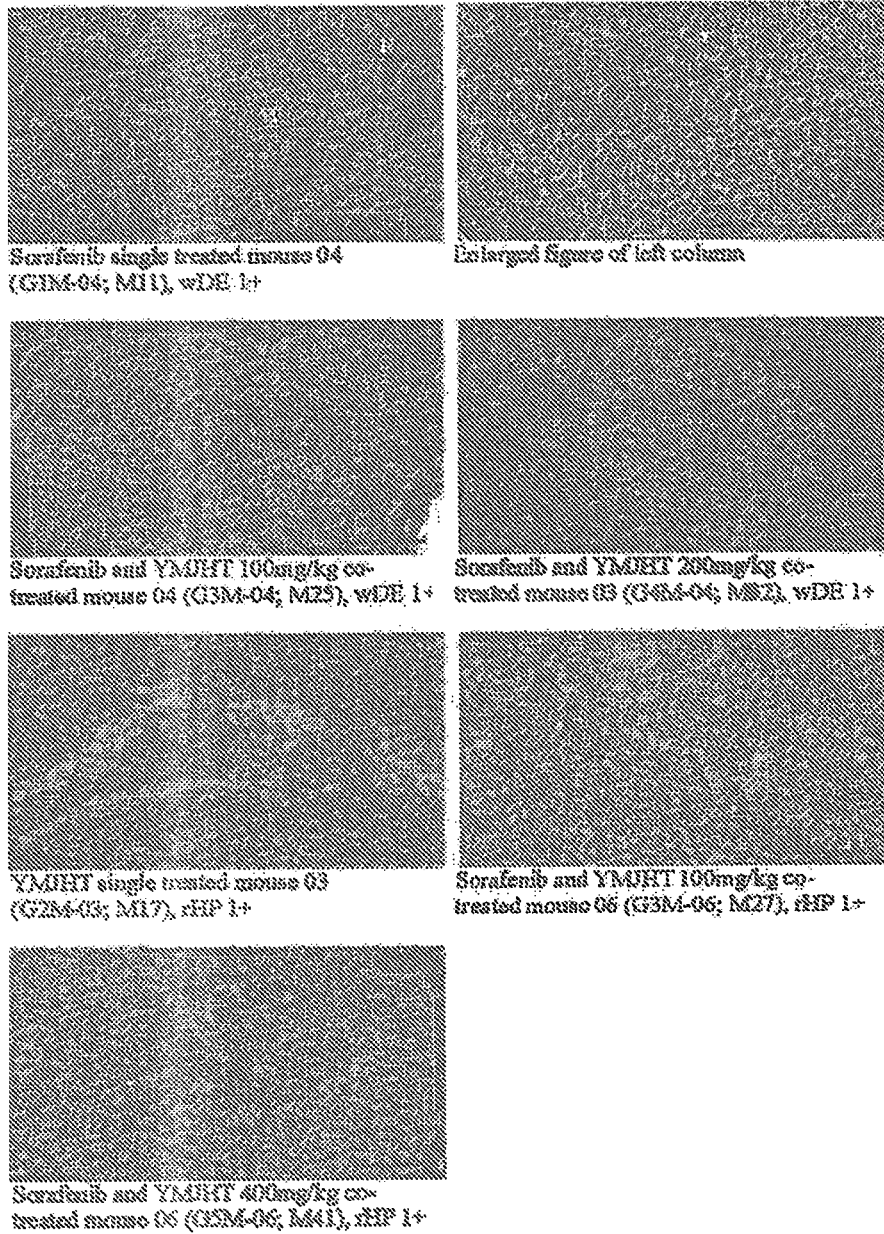 Sorafenib single treated mouse 04
(G1M-04; M11), wDE 1+
Enlarged figure of left column
Sorafenib and YMJHT 100mg/kg co-
treated mouse 04 (G3M-04; M25), wDE 1+
Sorafenib and YMJHT 200mg/kg co-
treated mouse 03 (G4M-04; M32), wDE 1+
YMJHT single treated mouse 03
(G2M-03; M17), rHP 1+
Sorafenib and YMJHT 100mg/kg co-
treated mouse 06 (G3M-06; M27), rHP 1+
Sorafenib and YMJHT 400mg/kg co-
treated mouse 06 (G5M-06; M41), rHP 1+